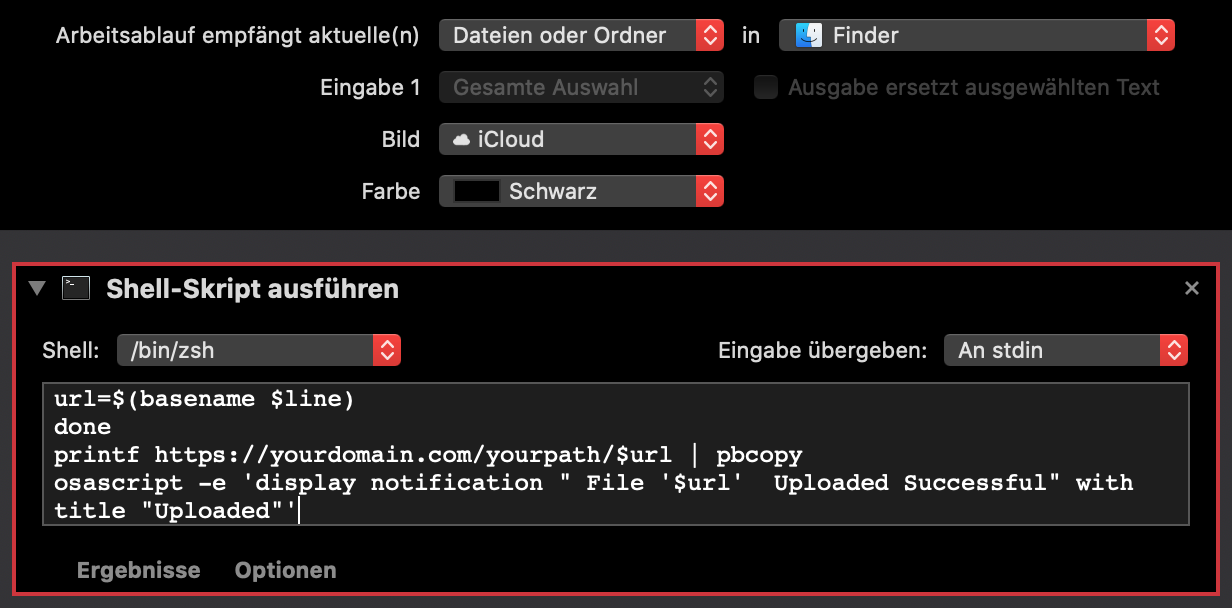 Arbeitsablauf empfängt aktuelle(n) Dateien oder Ordner in Finder
Eingabe 1 Gesamte Auswahl Ausgabe ersetzt ausgewählten Text
Bild iCloud
Farbe Schwarz
Shell-Skript ausführen
Shell: /bin/zsh Eingabe übergeben: An stdin
url=$(basename $line)
done
printf https://yourdomain.com/yourpath/$url | pbcopy
osascript -e 'display notification " File '$url'  Uploaded Successful" with
title "Uploaded"'
Ergebnisse Optionen